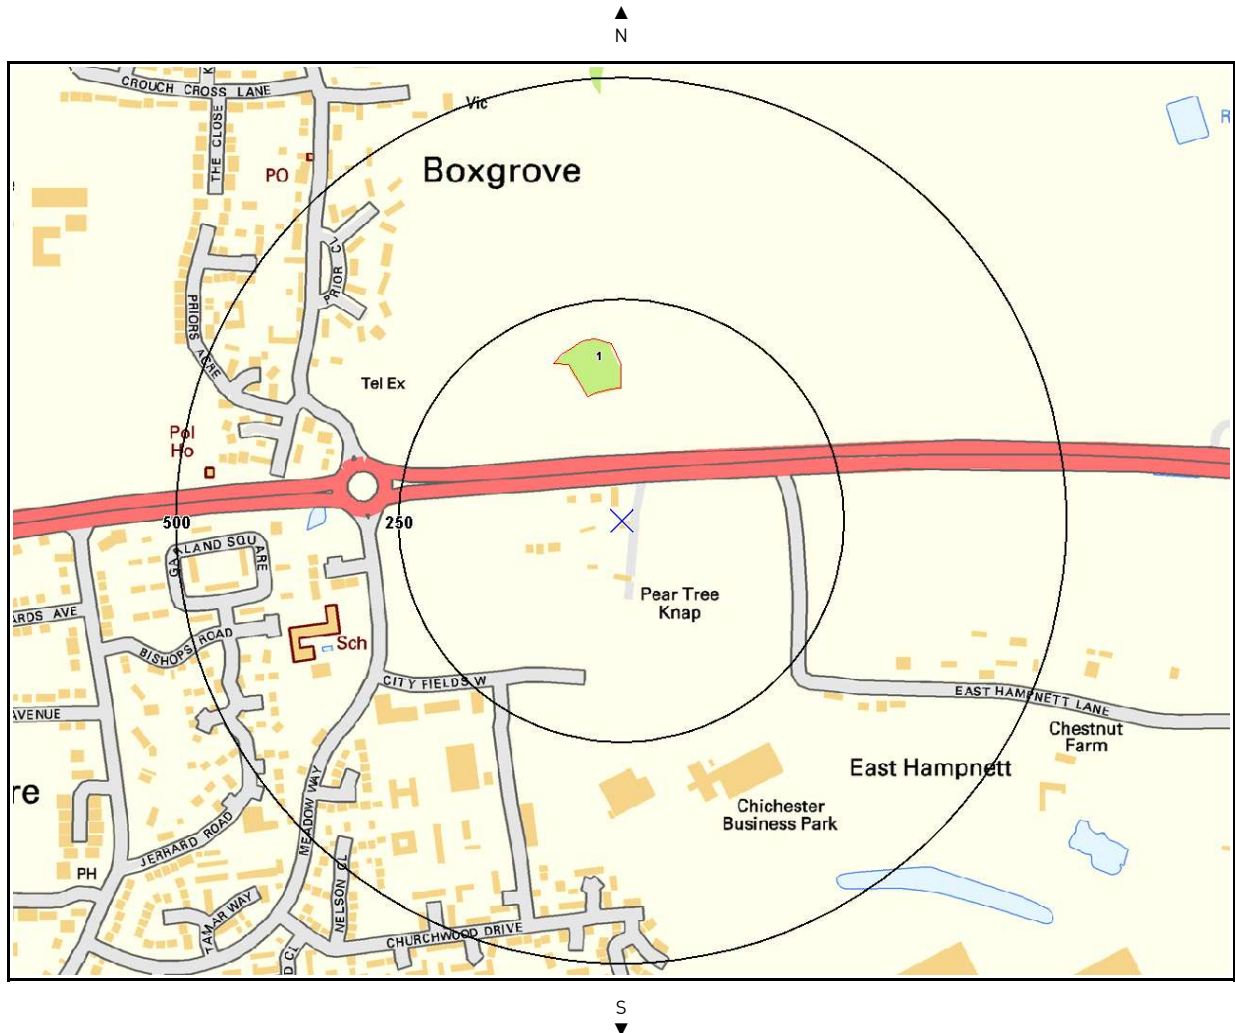 N
CROUCH CROSS LANE
K
Vic
THE CLOSE
R
PO
Boxgrove
PRIOR CL
PRIORS ACRE
1
Tel Ex
Pol
Ho
500
250
GARLAND SQUARE
Pear Tree
Knap
ARDS AVE
BISHOPS ROAD
Sch
CITY FIELDS W
EAST HAMPNETT LANE
AVENUE
Chestnut
Farm
East Hampnett
re
MEADOW WAY
Chichester
Business Park
JERRARD ROAD
PH
NELSON CL
TAMAR WAY
CHURCHWOOD DRIVE
D CL
S